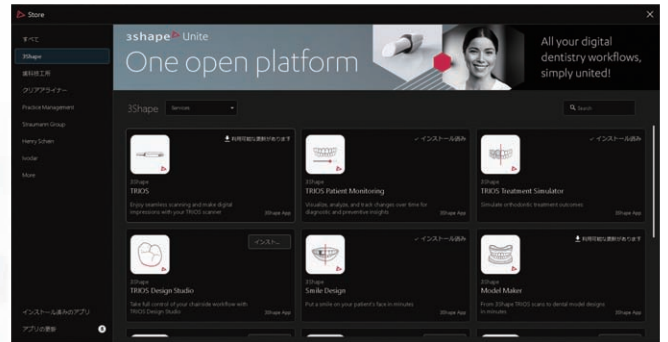 Store
すべて
3Shape
歯科技工所
クリアアライナー
Practice Management
Straumann Group
Henry Schein
Ivoclar
More
インストール済みのアプリ
アプリの更新
3shape Unite
One open platform
All your digital
dentistry workflows,
simply united!
3Shape
Services
Search
利用可能な更新があります
3Shape
TRIOS
Enjoy seamless scanning and make digital
impressions with your TRIOS scanner
3Shape App
インストール済み
3Shape
TRIOS Patient Monitoring
Visualize, analyze, and track changes over time for
diagnostic and preventive insights
3Shape App
インストール済み
3Shape
TRIOS Treatment Simulator
Simulate orthodontic treatment outcomes
3Shape App
インスト...
3Shape
TRIOS Design Studio
Take full control of your chairside workflow with
TRIOS Design Studio
3Shape App
インストール済み
3Shape
Smile Design
Put a smile on your patient's face in minutes
3Shape App
利用可能な更新があります
3Shape
Model Maker
From 3Shape TRIOS scans to dental model designs
in minutes
3Shape App